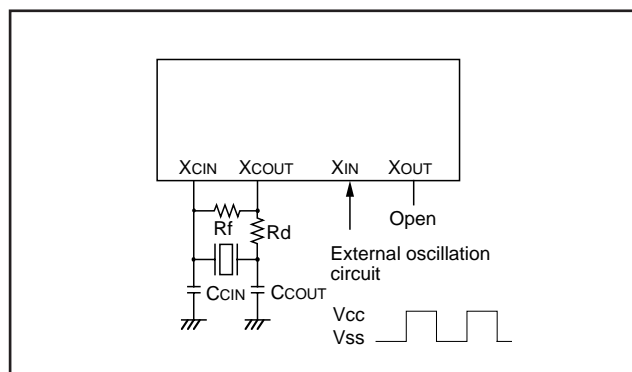 XCIN XCOUT XIN XOUT
Rf
Rd
Open
External oscillation
circuit
CCIN CCOUT
Vcc
Vss